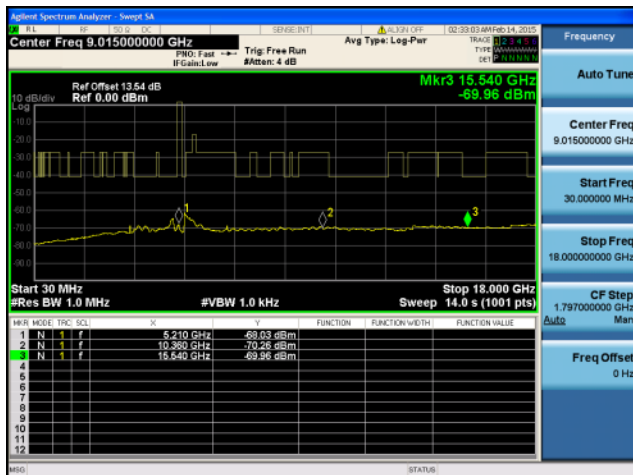 Agilent Spectrum Analyzer - Swept SA
RL RF 50 Ω DC SENSE:INT ALIGN OFF 02:33:03 AM Feb 14, 2015
Center Freq 9.015000000 GHz
PNO: Fast
IFGain:Low
Trig: Free Run
#Atten: 4 dB
Avg Type: Log-Pwr
TRACE 1 2 3 4 5 6
TYPE
DET P N N N N N
Mkr3 15.540 GHz
-69.96 dBm
Ref Offset 13.54 dB
10 dB/div Ref 0.00 dBm
Log
-10.0
-20.0
-30.0
-40.0
-50.0
-60.0
-70.0
-80.0
-90.0
1
2
3
Start 30 MHz Stop 18.000 GHz
#Res BW 1.0 MHz #VBW 1.0 kHz Sweep 14.0 s (1001 pts)
MKR MODE TRC SCL X Y FUNCTION FUNCTION WIDTH FUNCTION VALUE
1 N 1 f 5.210 GHz -68.03 dBm
2 N 1 f 10.360 GHz -70.26 dBm
3 N 1 f 15.540 GHz -69.96 dBm
4
5
6
7
8
9
10
11
12
MSG STATUS
Frequency
Auto Tune
Center Freq
9.015000000 GHz
Start Freq
30.000000 MHz
Stop Freq
18.000000000 GHz
CF Step
1.797000000 GHz
Auto Man
Freq Offset
0 Hz